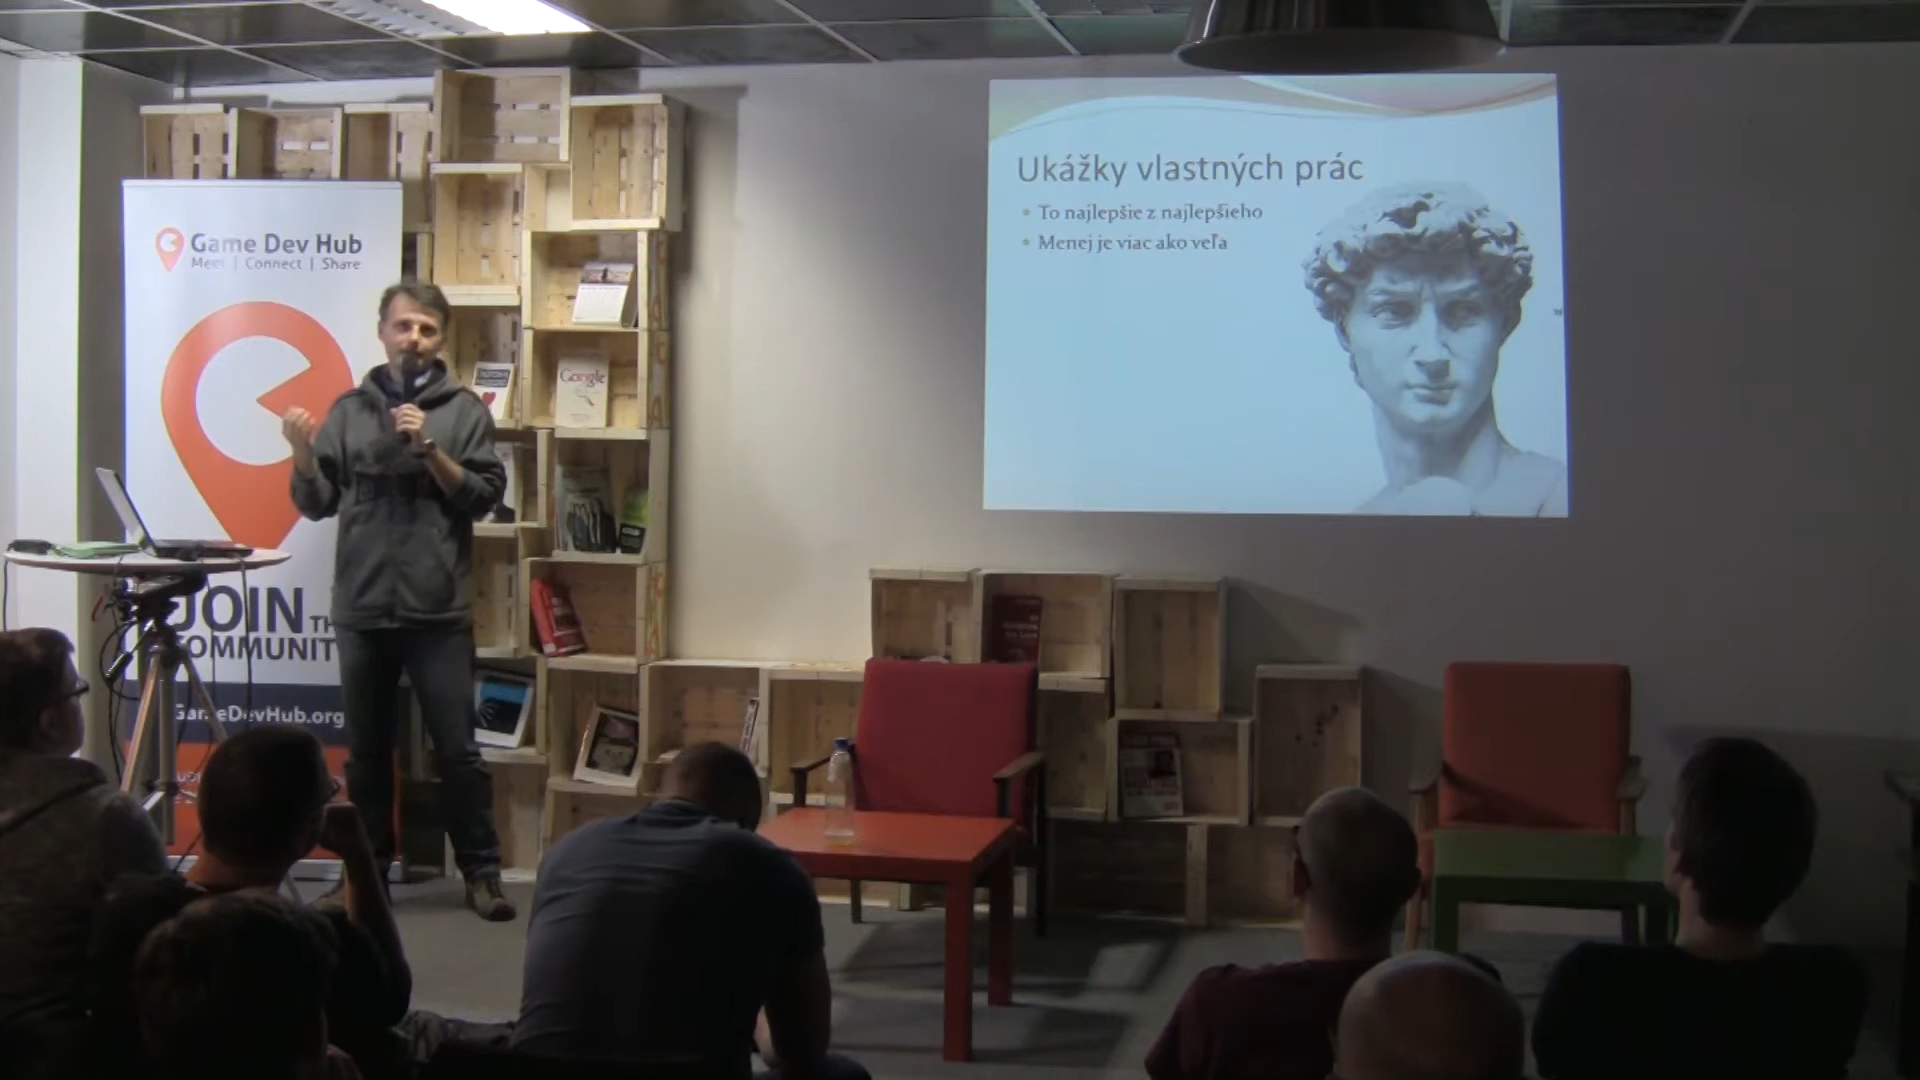 Game Dev Hub
Meet | Connect | Share
JOIN
COMMUNITY
GameDevHub.org
Google
Ukážky vlastných prác
To najlepšie z najlepšieho
Menej je viac ako veľa